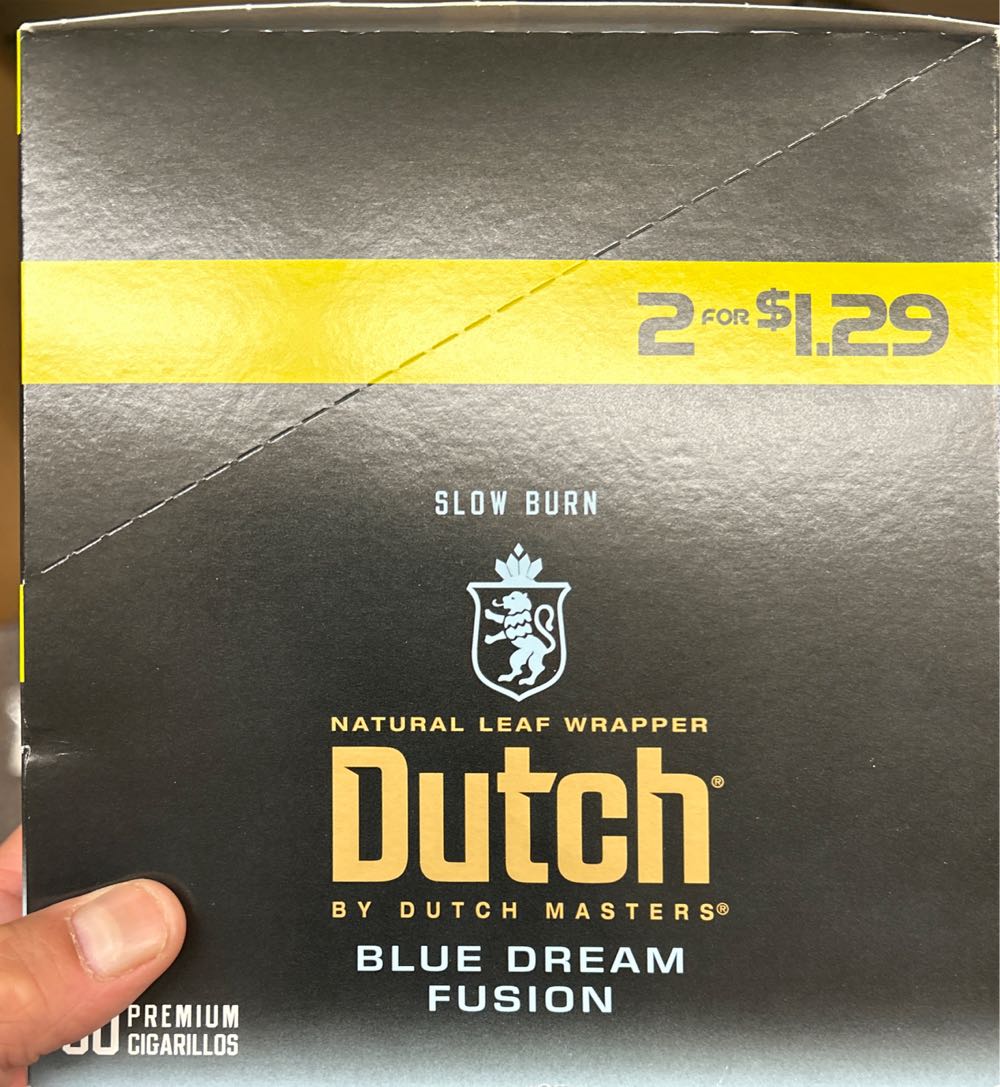 2 FOR $1.29
SLOW BURN
NATURAL LEAF WRAPPER
Dutch®
BY DUTCH MASTERS®
BLUE DREAM
FUSION
PREMIUM
CIGARILLOS